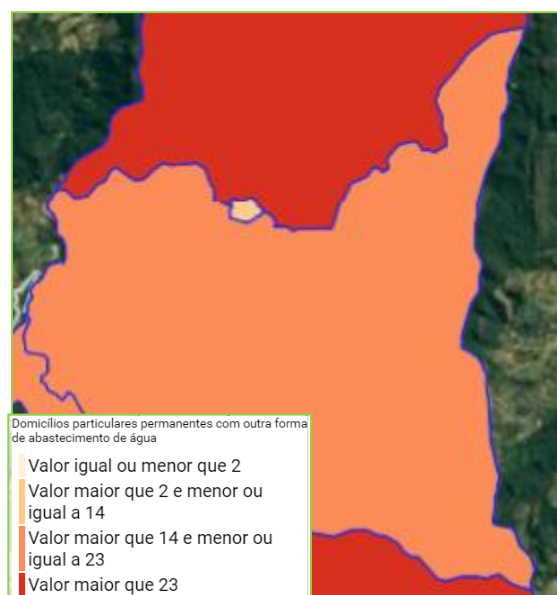 Domicílios particulares permanentes com outra forma
de abastecimento de água
Valor igual ou menor que 2
Valor maior que 2 e menor ou
igual a 14
Valor maior que 14 e menor ou
igual a 23
Valor maior que 23